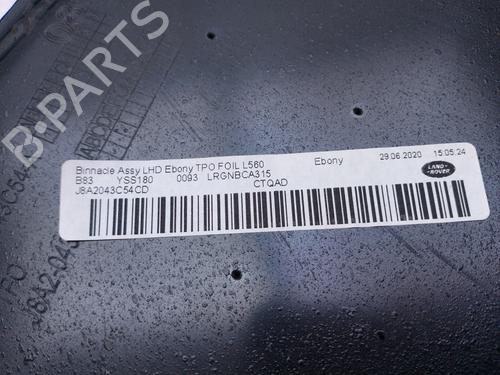 B-PARTS
Binnacle Assy LHD Ebony TPO FOIL L560 Ebony 29.06.2020 15:05:24
B83 YSS180 0093 LRGNBCA315
J8A2043C54CD CTQAD
LAND-ROVER